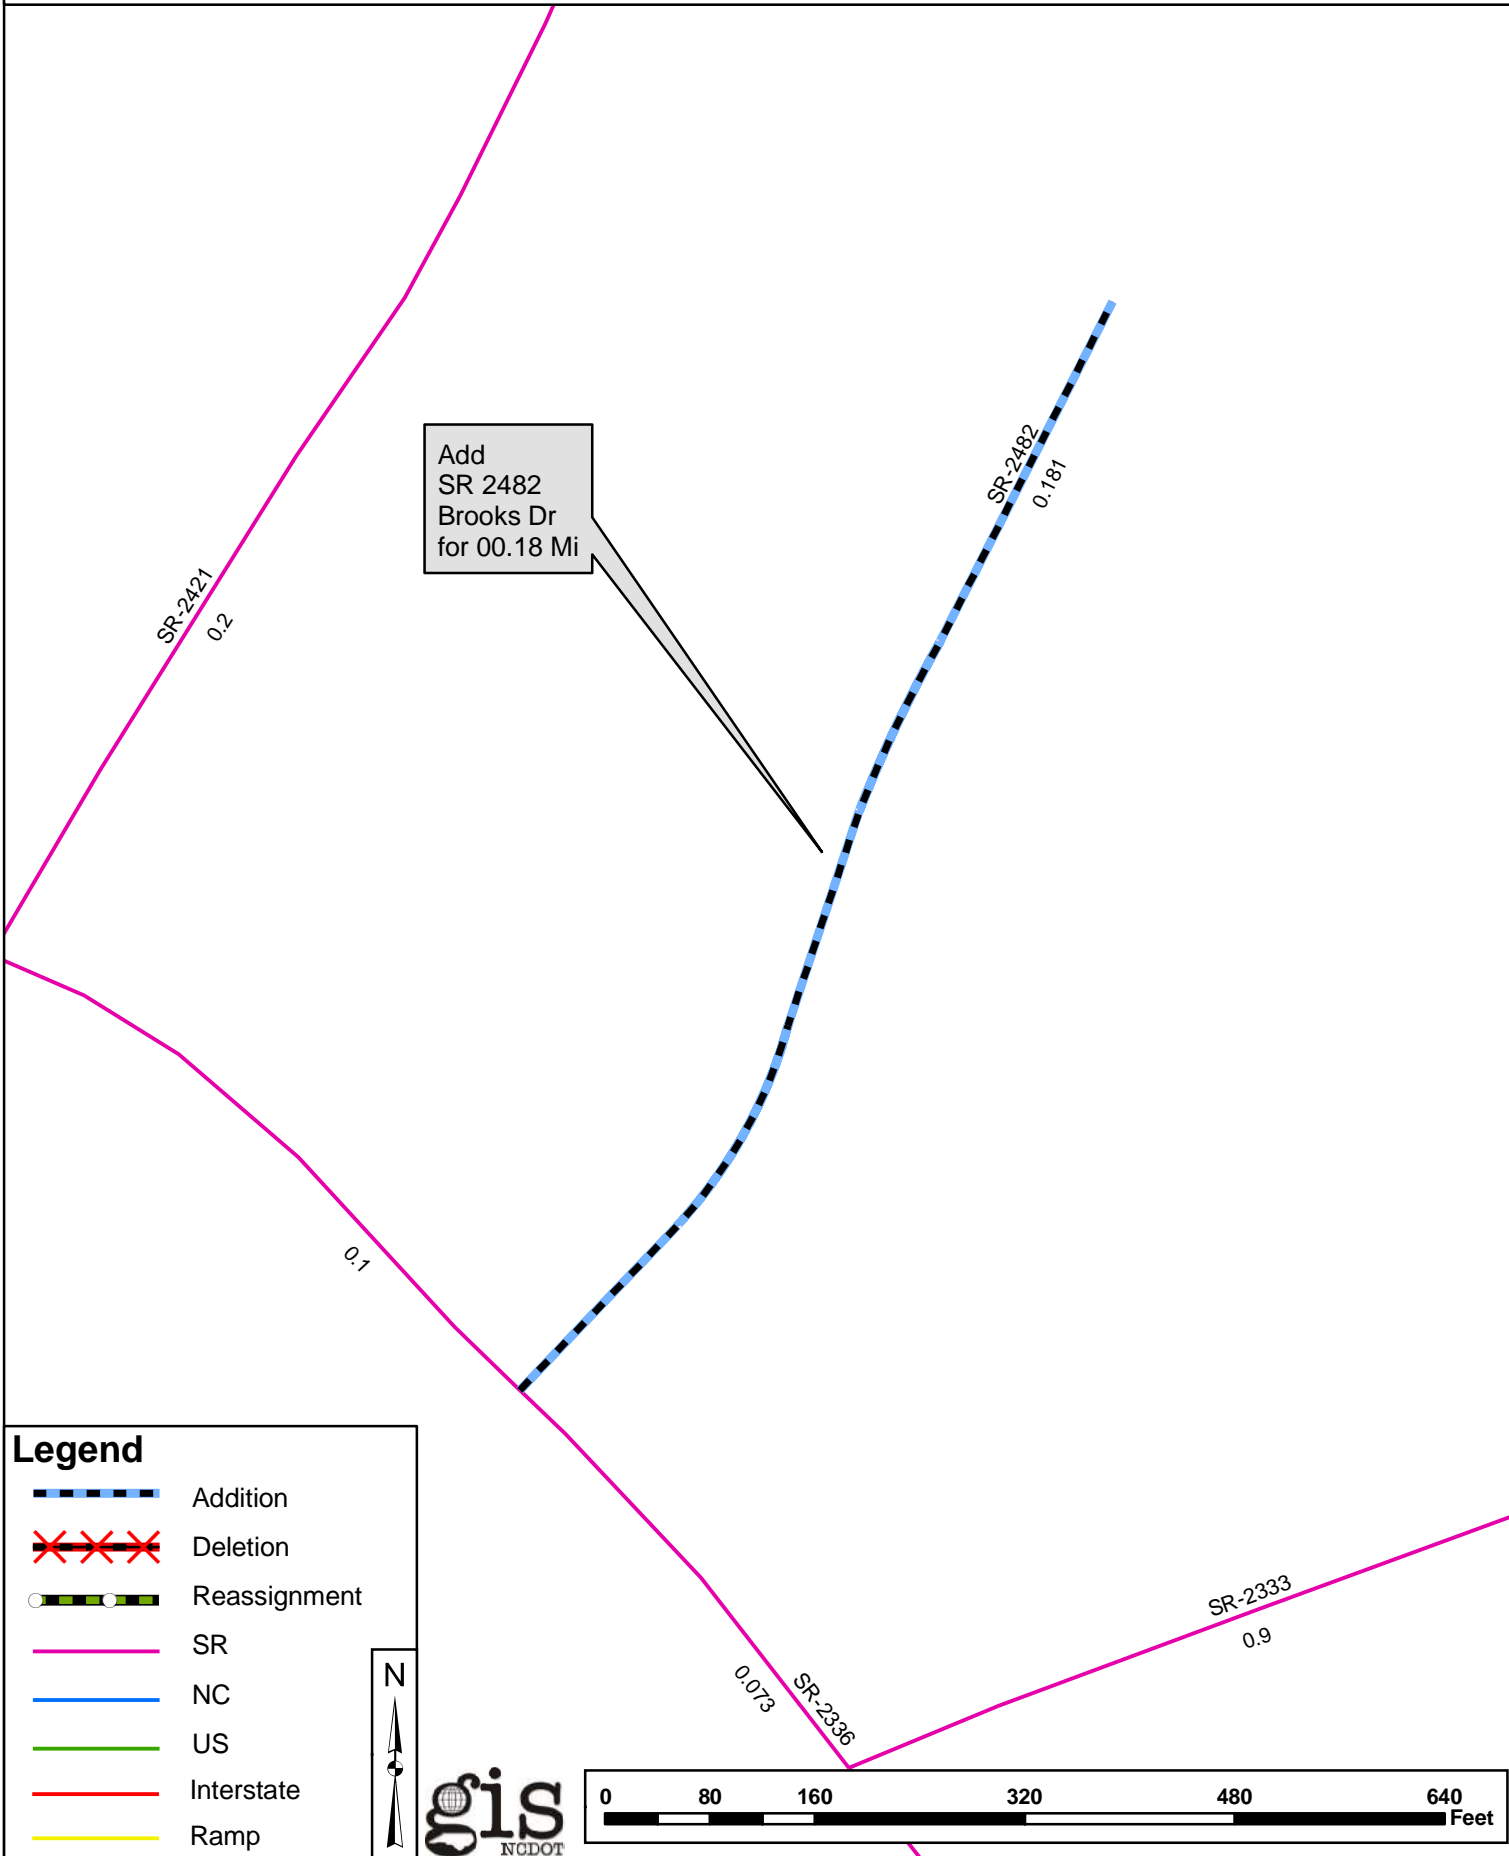 Add
SR 2482
Brooks Dr
for 00.18 Mi
SR-2482
0.181
SR-2421
0.2
0.1
SR-2333
0.9
SR-2336
0.073
Legend
Addition
Deletion
Reassignment
SR
NC
US
Interstate
Ramp
N
gis
NCDOT
0 80 160 320 480 640
Feet